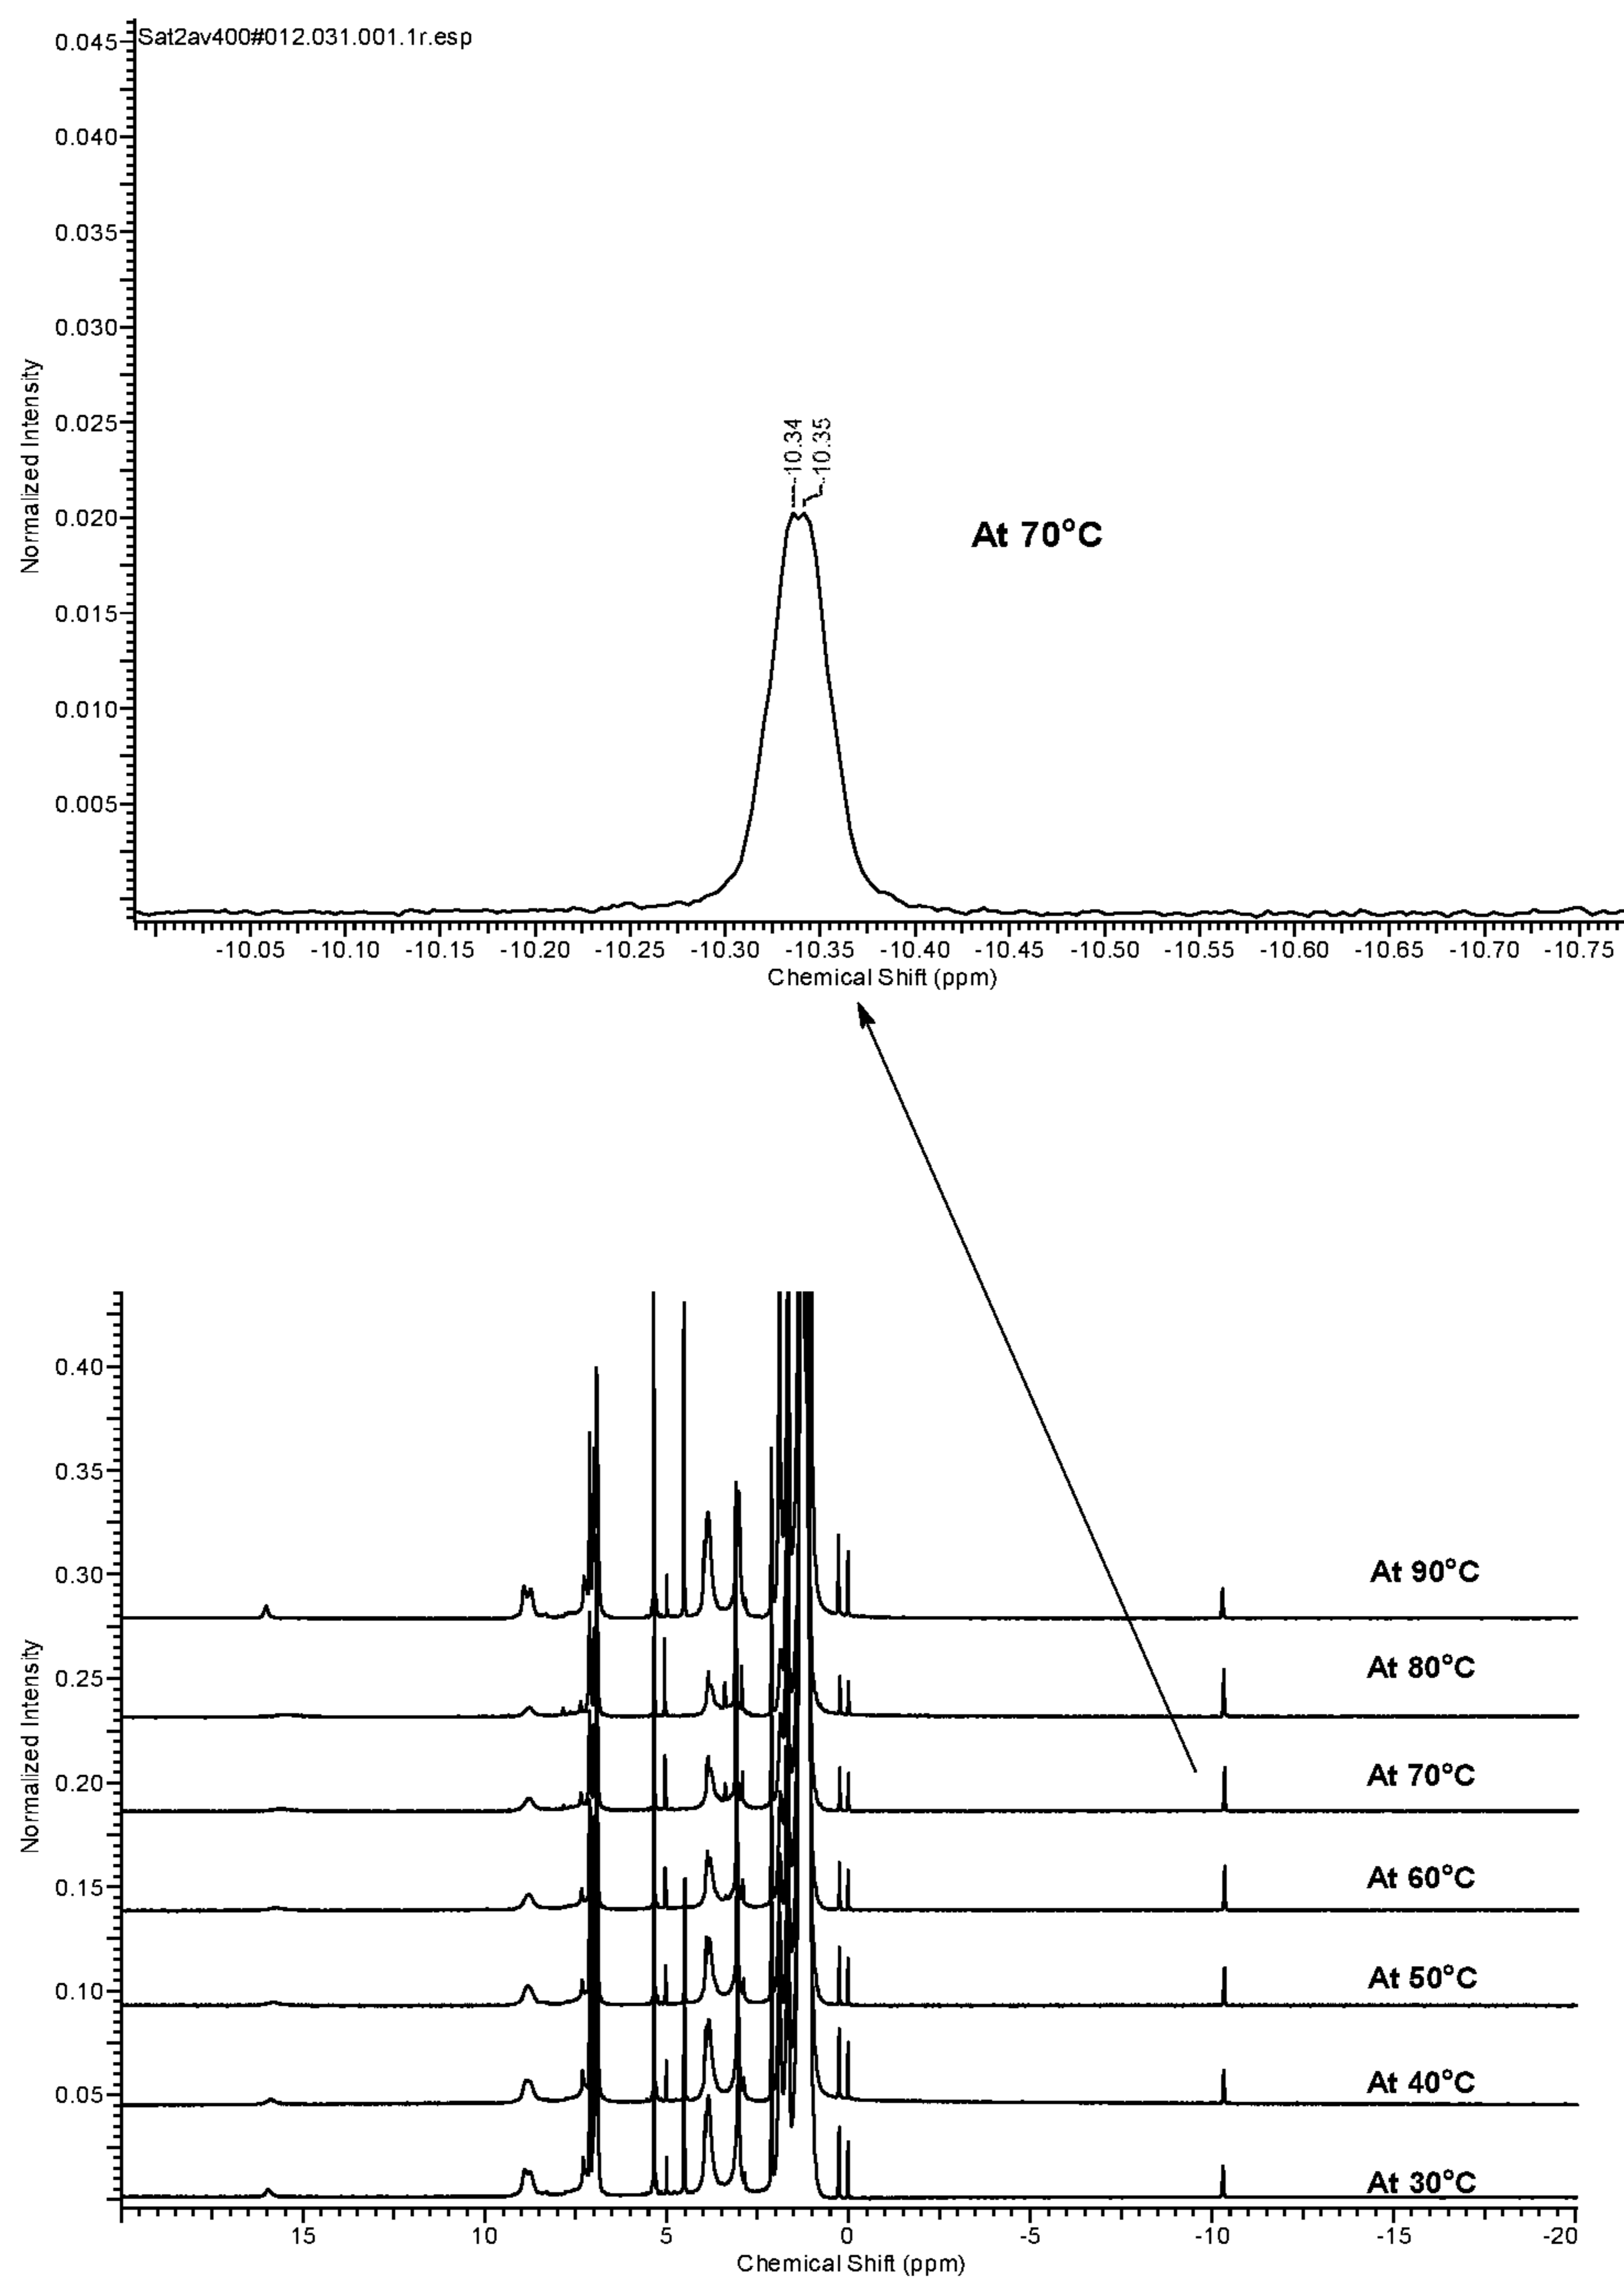 Sat2av400#012.031.001.1r.esp
0.045
0.040
0.035
0.030
0.025
0.020
0.015
0.010
0.005
Normalized Intensity
-10.34
-10.35
At 70°C
-10.05 -10.10 -10.15 -10.20 -10.25 -10.30 -10.35 -10.40 -10.45 -10.50 -10.55 -10.60 -10.65 -10.70 -10.75
Chemical Shift (ppm)
0.40
0.35
0.30
0.25
0.20
0.15
0.10
0.05
Normalized Intensity
At 90°C
At 80°C
At 70°C
At 60°C
At 50°C
At 40°C
At 30°C
15 10 5 0 -5 -10 -15 -20
Chemical Shift (ppm)